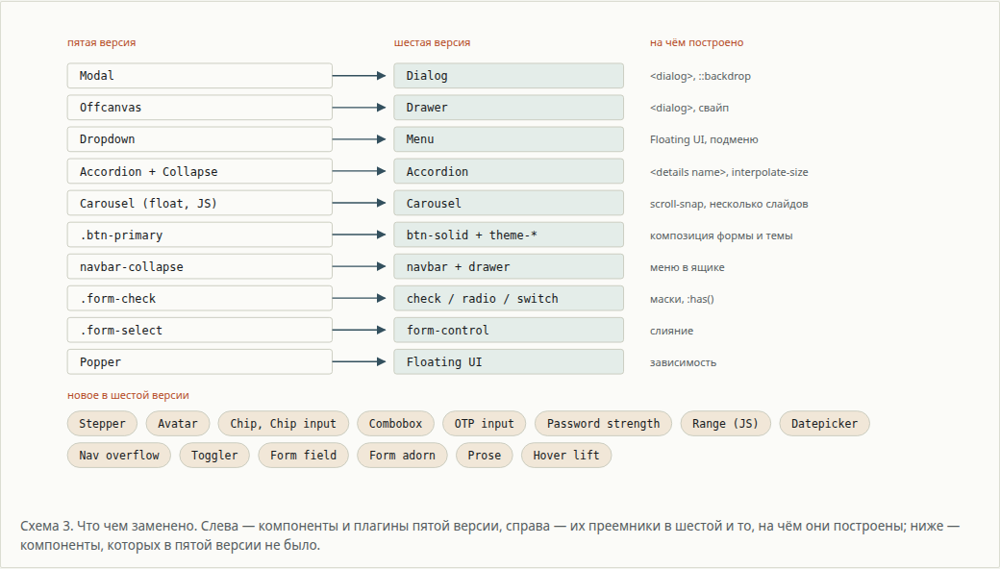 пятая версия шестая версия на чём построено
Modal Dialog <dialog>, ::backdrop
Offcanvas Drawer <dialog>, свайп
Dropdown Menu Floating UI, подменю
Accordion + Collapse Accordion <details name>, interpolate-size
Carousel (float, JS) Carousel scroll-snap, несколько слайдов
.btn-primary btn-solid + theme-* композиция формы и темы
navbar-collapse navbar + drawer меню в ящике
.form-check check / radio / switch маски, :has()
.form-select form-control слияние
Popper Floating UI зависимость
новое в шестой версии
Stepper Avatar Chip, Chip input Combobox OTP input Password strength Range (JS) Datepicker
Nav overflow Toggler Form field Form adorn Prose Hover lift
Схема 3. Что чем заменено. Слева — компоненты и плагины пятой версии, справа — их преемники в шестой и то, на чём они построены; ниже —
компоненты, которых в пятой версии не было.